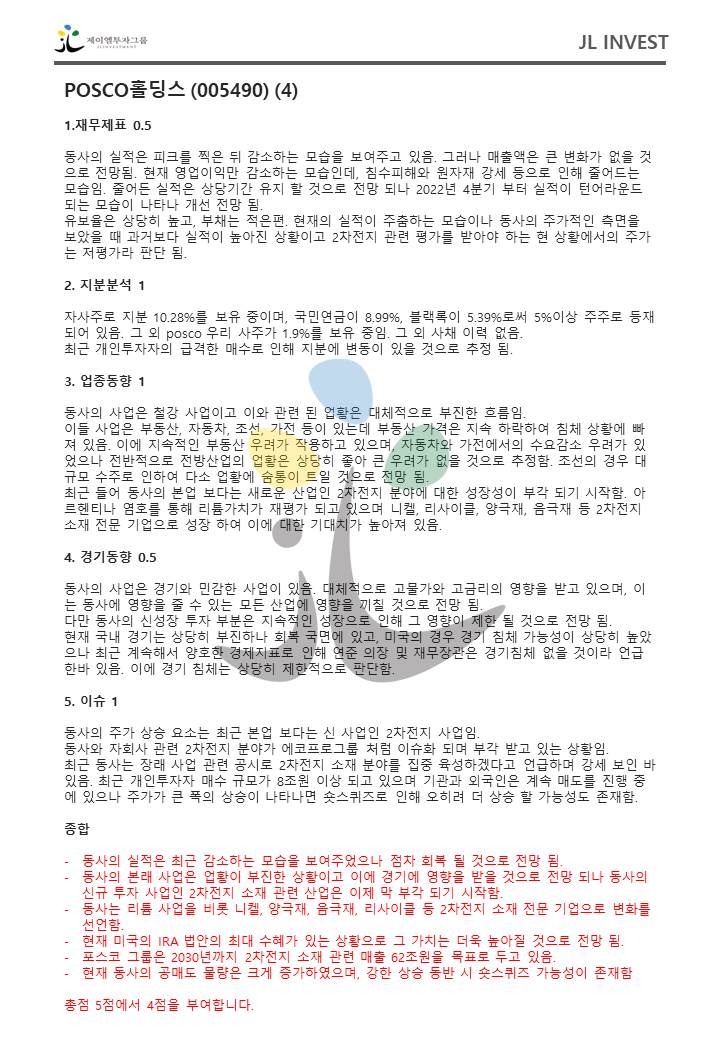 제이엘투자그룹
JLINVESTMENT
JL INVEST
POSCO홀딩스 (005490) (4)
1.재무제표 0.5
동사의 실적은 피크를 찍은 뒤 감소하는 모습을 보여주고 있음. 그러나 매출액은 큰 변화가 없을 것
으로 전망됨. 현재 영업이익만 감소하는 모습인데, 침수피해와 원자재 강세 등으로 인해 줄어드는
모습임. 줄어든 실적은 상당기간 유지 할 것으로 전망 되나 2022년 4분기 부터 실적이 턴어라운드
되는 모습이 나타나 개선 전망 됨.
유보율은 상당히 높고, 부채는 적은편. 현재의 실적이 주춤하는 모습이나 동사의 주가적인 측면을
보았을 때 과거보다 실적이 높아진 상황이고 2차전지 관련 평가를 받아야 하는 현 상황에서의 주가
는 저평가라 판단 됨.
2. 지분분석 1
자사주로 지분 10.28%를 보유 중이며, 국민연금이 8.99%, 블랙록이 5.39%로써 5%이상 주주로 등재
되어 있음. 그 외 posco 우리 사주가 1.9%를 보유 중임. 그 외 사채 이력 없음.
최근 개인투자자의 급격한 매수로 인해 지분에 변동이 있을 것으로 추정 됨.
3. 업종동향 1
동사의 사업은 철강 사업이고 이와 관련 된 업황은 대체적으로 부진한 흐름임.
이들 사업은 부동산, 자동차, 조선, 가전 등이 있는데 부동산 가격은 지속 하락하여 침체 상황에 빠
져 있음. 이에 지속적인 부동산 우려가 작용하고 있으며, 자동차와 가전에서의 수요감소 우려가 있
었으나 전반적으로 전방산업의 업황은 상당히 좋아 큰 우려가 없을 것으로 추정함. 조선의 경우 대
규모 수주로 인하여 다소 업황에 숨통이 트일 것으로 전망 됨.
최근 들어 동사의 본업 보다는 새로운 산업인 2차전지 분야에 대한 성장성이 부각 되기 시작함. 아
르헨티나 염호를 통해 리튬가치가 재평가 되고 있으며 니켈, 리사이클, 양극재, 음극재 등 2차전지
소재 전문 기업으로 성장 하여 이에 대한 기대치가 높아져 있음.
4. 경기동향 0.5
동사의 사업은 경기와 민감한 사업이 있음. 대체적으로 고물가와 고금리의 영향을 받고 있으며, 이
는 동사에 영향을 줄 수 있는 모든 산업에 영향을 끼칠 것으로 전망 됨.
다만 동사의 신성장 투자 부분은 지속적인 성장으로 인해 그 영향이 제한 될 것으로 전망 됨.
현재 국내 경기는 상당히 부진하나 회복 국면에 있고, 미국의 경우 경기 침체 가능성이 상당히 높았
으나 최근 계속해서 양호한 경제지표로 인해 연준 의장 및 재무장관은 경기침체 없을 것이라 언급
한바 있음. 이에 경기 침체는 상당히 제한적으로 판단함.
5. 이슈 1
동사의 주가 상승 요소는 최근 본업 보다는 신 사업인 2차전지 사업임.
동사와 자회사 관련 2차전지 분야가 에코프로그룹 처럼 이슈화 되며 부각 받고 있는 상황임.
최근 동사는 장래 사업 관련 공시로 2차전지 소재 분야를 집중 육성하겠다고 언급하며 강세 보인 바
있음. 최근 개인투자자 매수 규모가 8조원 이상 되고 있으며 기관과 외국인은 계속 매도를 진행 중
에 있으나 주가가 큰 폭의 상승이 나타나면 숏스퀴즈로 인해 오히려 더 상승 할 가능성도 존재함.
종합
- 동사의 실적은 최근 감소하는 모습을 보여주었으나 점차 회복 될 것으로 전망 됨.
- 동사의 본래 사업은 업황이 부진한 상황이고 이에 경기에 영향을 받을 것으로 전망 되나 동사의
신규 투자 사업인 2차전지 소재 관련 산업은 이제 막 부각 되기 시작함.
- 동사는 리튬 사업을 비롯 니켈, 양극재, 음극재, 리사이클 등 2차전지 소재 전문 기업으로 변화를
선언함.
- 현재 미국의 IRA 법안의 최대 수혜가 있는 상황으로 그 가치는 더욱 높아질 것으로 전망 됨.
- 포스코 그룹은 2030년까지 2차전지 소재 관련 매출 62조원을 목표로 두고 있음.
- 현재 동사의 공매도 물량은 크게 증가하였으며, 강한 상승 동반 시 숏스퀴즈 가능성이 존재함
총점 5점에서 4점을 부여합니다.